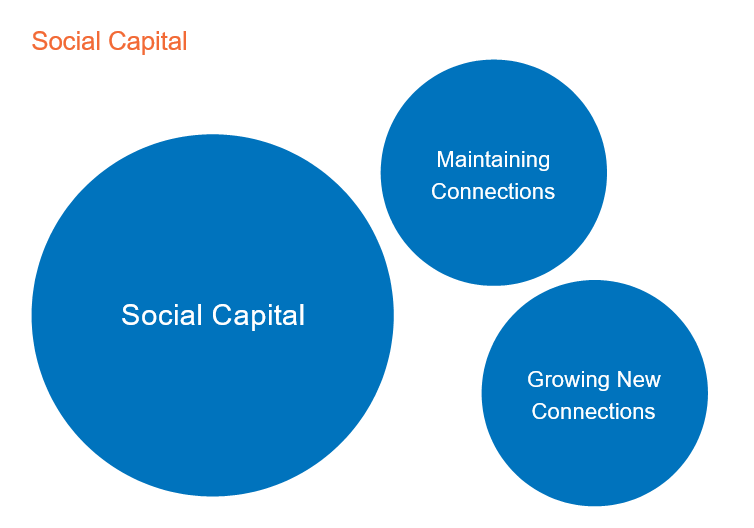 Social Capital
Maintaining
Connections
Social Capital
Growing New
Connections